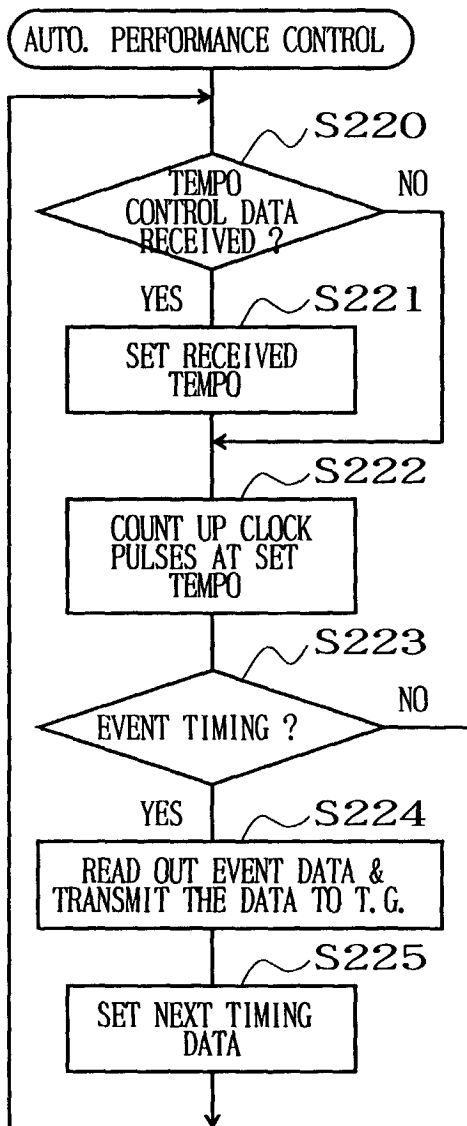 AUTO. PERFORMANCE CONTROL
S220
TEMPO
CONTROL DATA
RECEIVED ?
NO
YES
S221
SET RECEIVED
TEMPO
S222
COUNT UP CLOCK
PULSES AT SET
TEMPO
S223
EVENT TIMING ?
NO
YES
S224
READ OUT EVENT DATA &
TRANSMIT THE DATA TO T. G.
S225
SET NEXT TIMING
DATA